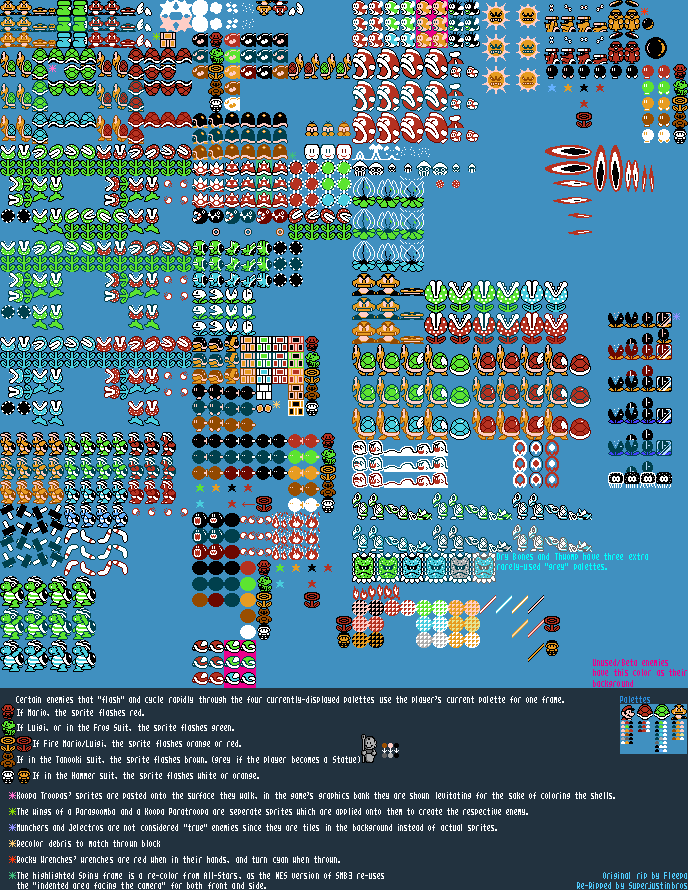 Dry Bones and Thwomp have three extra
rarely-used "grey" palettes.
Unused/Beta enemies
have this color as their
background
Certain enemies that "flash" and cycle rapidly through the four currently-displayed palettes use the player's current palette for one frame.
If Mario, the sprite flashes red.
If Luigi, or in the Frog Suit, the sprite flashes green.
If Fire Mario/Luigi, the sprite flashes orange or red.
If in the Tanooki suit, the sprite flashes brown, (grey if the player becomes a Statue)
If in the Hammer suit, the sprite flashes white or orange.
Palettes
*Koopa Troopas' sprites are pasted onto the surface they walk, in the game's graphics bank they are shown levitating for the sake of coloring the shells.
*The wings of a Paragoomba and a Koopa Paratroopa are seperate sprites which are applied onto them to create the respective enemy.
*Munchers and Jelectros are not considered "true" enemies since they are tiles in the background instead of actual sprites.
*Recolor debris to match thrown block
*Rocky Wrenches' wrenches are red when in their hands, and turn cyan when thrown.
*The highlighted Spiny frame is a re-color from All-Stars, as the NES version of SMB3 re-uses
the "indented area facing the camera" for both front and side.
Original rip by Fleepa
Re-Ripped by Superjustinbros